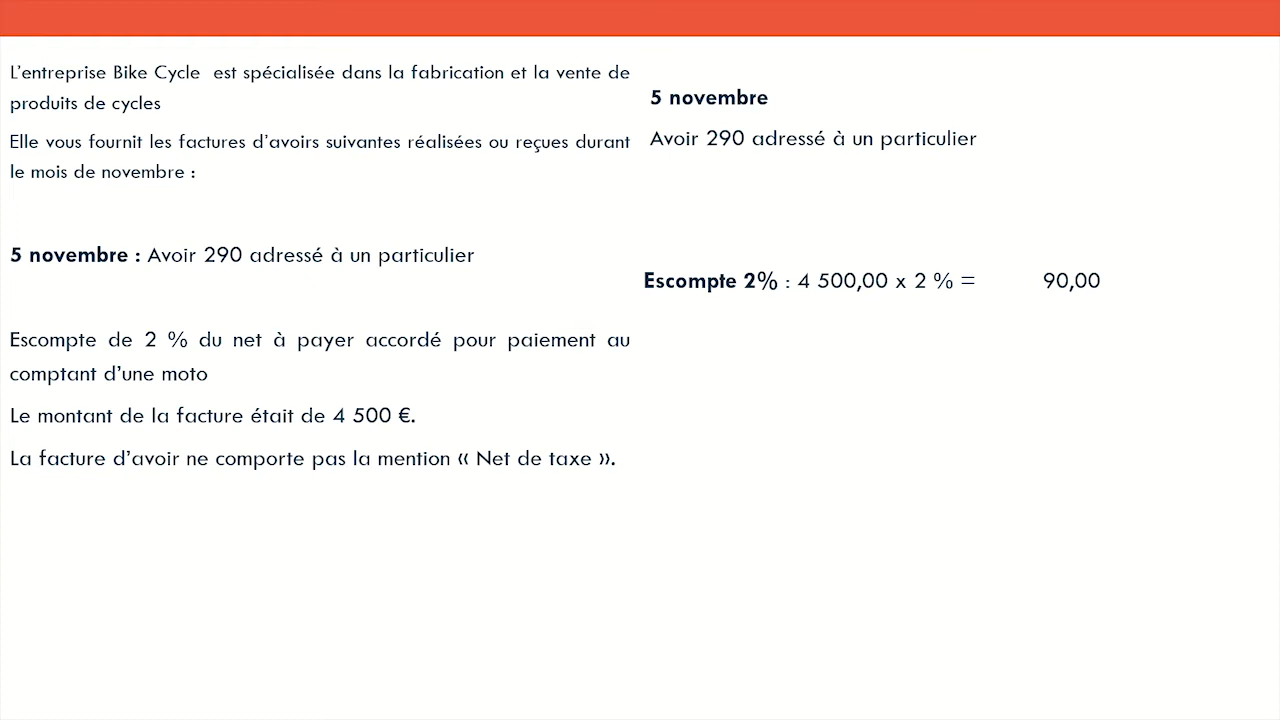 L'entreprise Bike Cycle est spécialisée dans la fabrication et la vente de
produits de cycles
Elle vous fournit les factures d'avoirs suivantes réalisées ou reçues durant
le mois de novembre :
5 novembre : Avoir 290 adressé à un particulier
Escompte de 2 % du net à payer accordé pour paiement au
comptant d'une moto
Le montant de la facture était de 4 500 €.
La facture d'avoir ne comporte pas la mention « Net de taxe ».
5 novembre
Avoir 290 adressé à un particulier
Escompte 2% : 4 500,00 x 2 % = 90,00